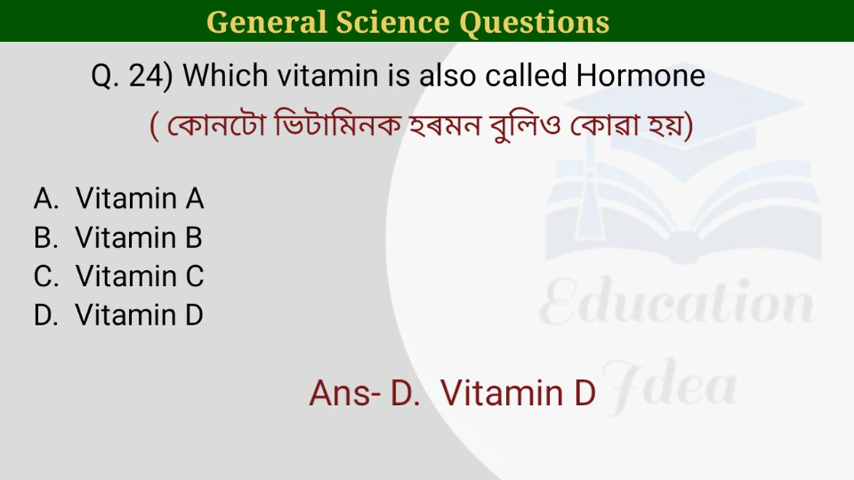 General Science Questions
Q. 24) Which vitamin is also called Hormone
( কোনটো ভিটামিনক হৰমন বুলিও কোৱা হয়)
A. Vitamin A
B. Vitamin B
C. Vitamin C
D. Vitamin D
Education
Idea
Ans- D. Vitamin D